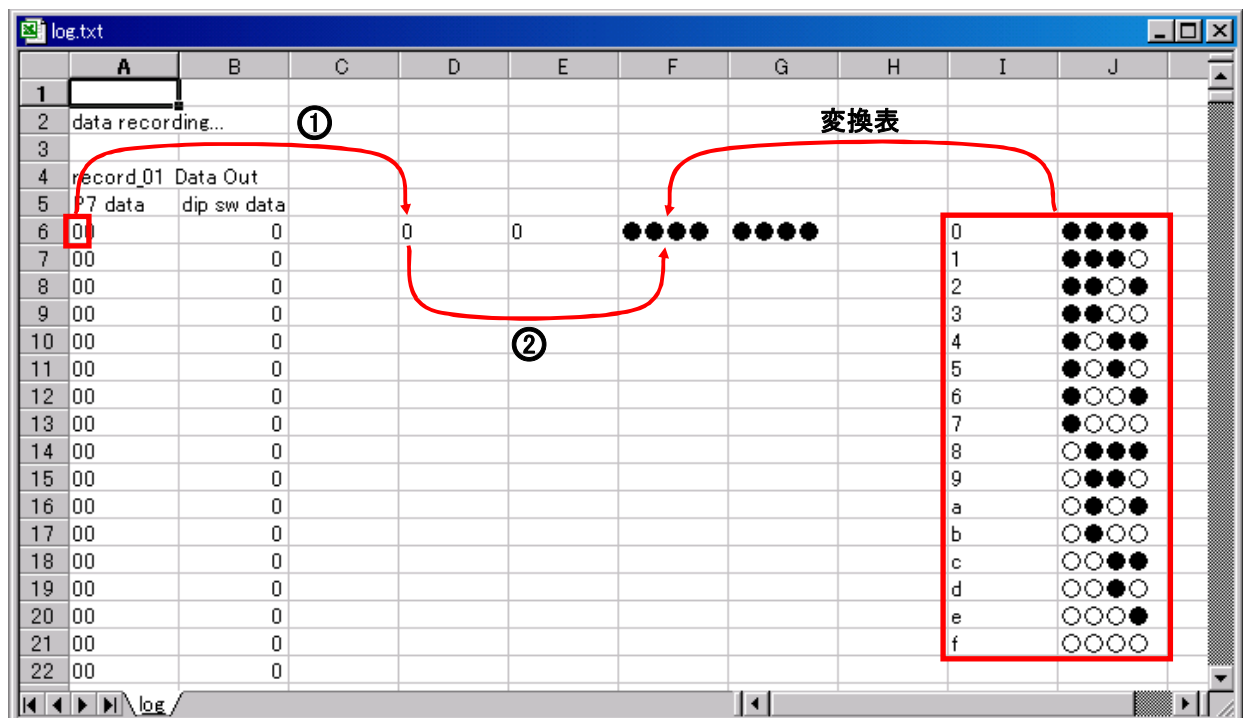 log.txt
A B C D E F G H I J
1
2 data recording... ① 変換表
3
4 record_01 Data Out
5 P7 data dip sw data
6 00 0 0 0 ●●●● ●●●● 0 ●●●●
7 00 0 1 ●●●○
8 00 0 2 ●●○●
9 00 0 3 ●●○○
10 00 0 ② 4 ●○●●
11 00 0 5 ●○●○
12 00 0 6 ●○○●
13 00 0 7 ●○○○
14 00 0 8 ○●●●
15 00 0 9 ○●●○
16 00 0 a ○●○●
17 00 0 b ○●○○
18 00 0 c ○○●●
19 00 0 d ○○●○
20 00 0 e ○○○●
21 00 0 f ○○○○
22 00 0
log